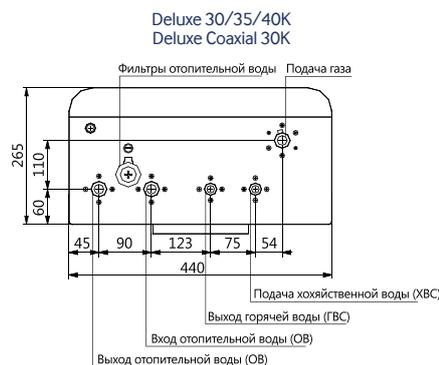 Deluxe 30/35/40K
Deluxe Coaxial 30K
Фильтры отопительной воды
Подача газа
265
110
60
45
90
123
75
54
440
Подача хохяйственной воды (ХВС)
Выход горячей воды (ГВС)
Вход отопительной воды (ОВ)
Выход отопительной воды (ОВ)